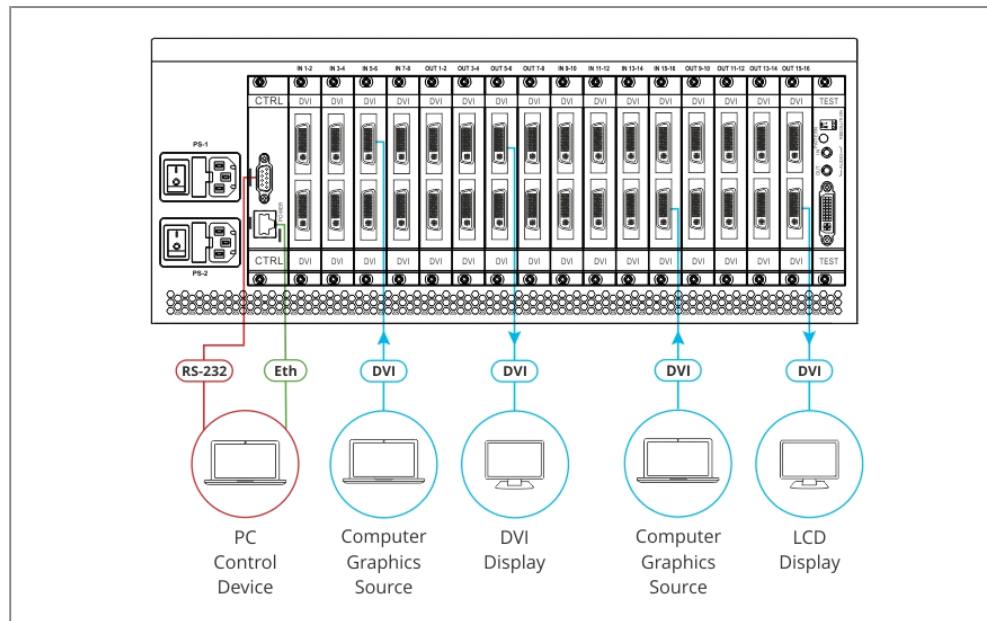 IN 1-2 IN 3-4 IN 5-6 IN 7-8 OUT 1-2 OUT 3-4 OUT 5-6 OUT 7-8 IN 9-10 IN 11-12 IN 13-14 IN 15-16 OUT 9-10 OUT 11-12 OUT 13-14 OUT 15-16
CTRL DVI DVI DVI DVI DVI DVI DVI DVI DVI DVI DVI DVI DVI DVI DVI DVI TEST
PS-1
OUT
IN
POWER
PS-2
CTRL DVI DVI DVI DVI DVI DVI DVI DVI DVI DVI DVI DVI DVI DVI DVI DVI TEST
RS-232 Eth DVI DVI DVI DVI
PC
Control
Device
Computer
Graphics
Source
DVI
Display
Computer
Graphics
Source
LCD
Display